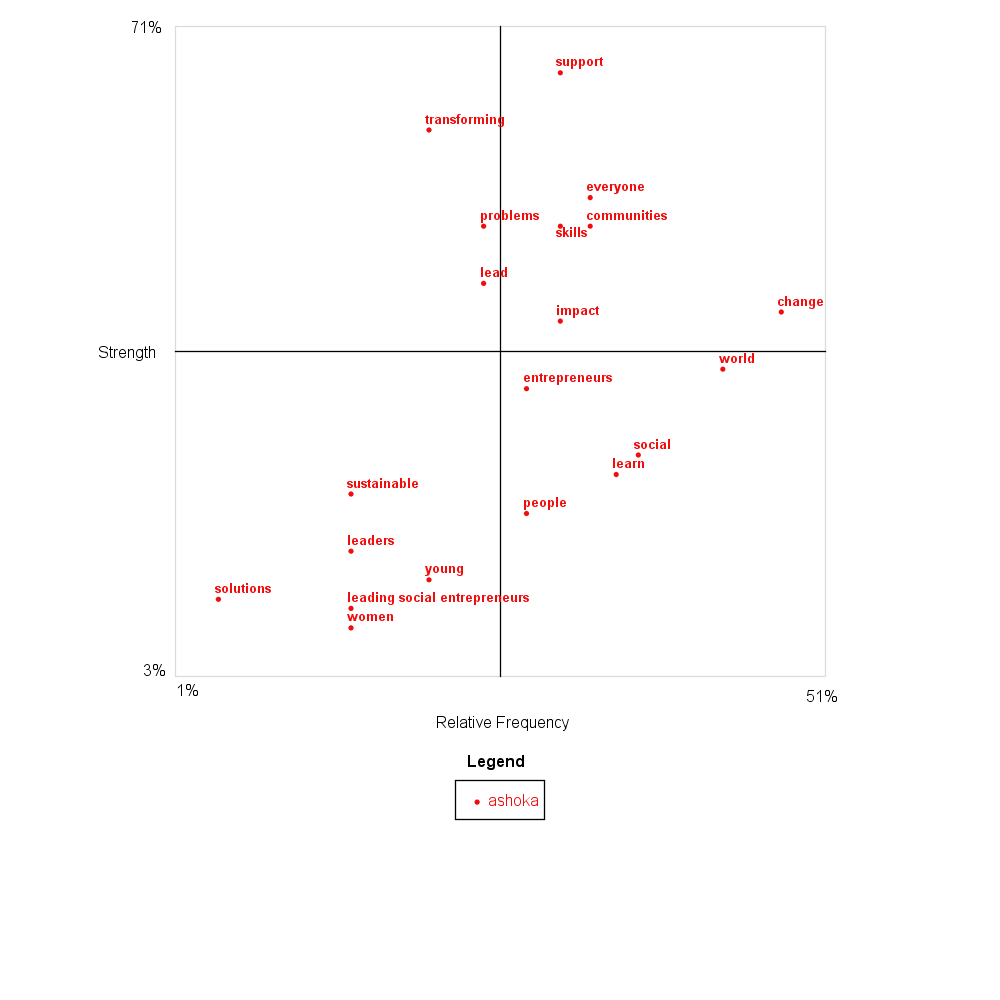 71%
support
transforming
everyone
problems
communities
skills
lead
change
impact
Strength
world
entrepreneurs
social
learn
sustainable
people
leaders
young
solutions
leading social entrepreneurs
women
3%
1%
51%
Relative Frequency
Legend
ashoka